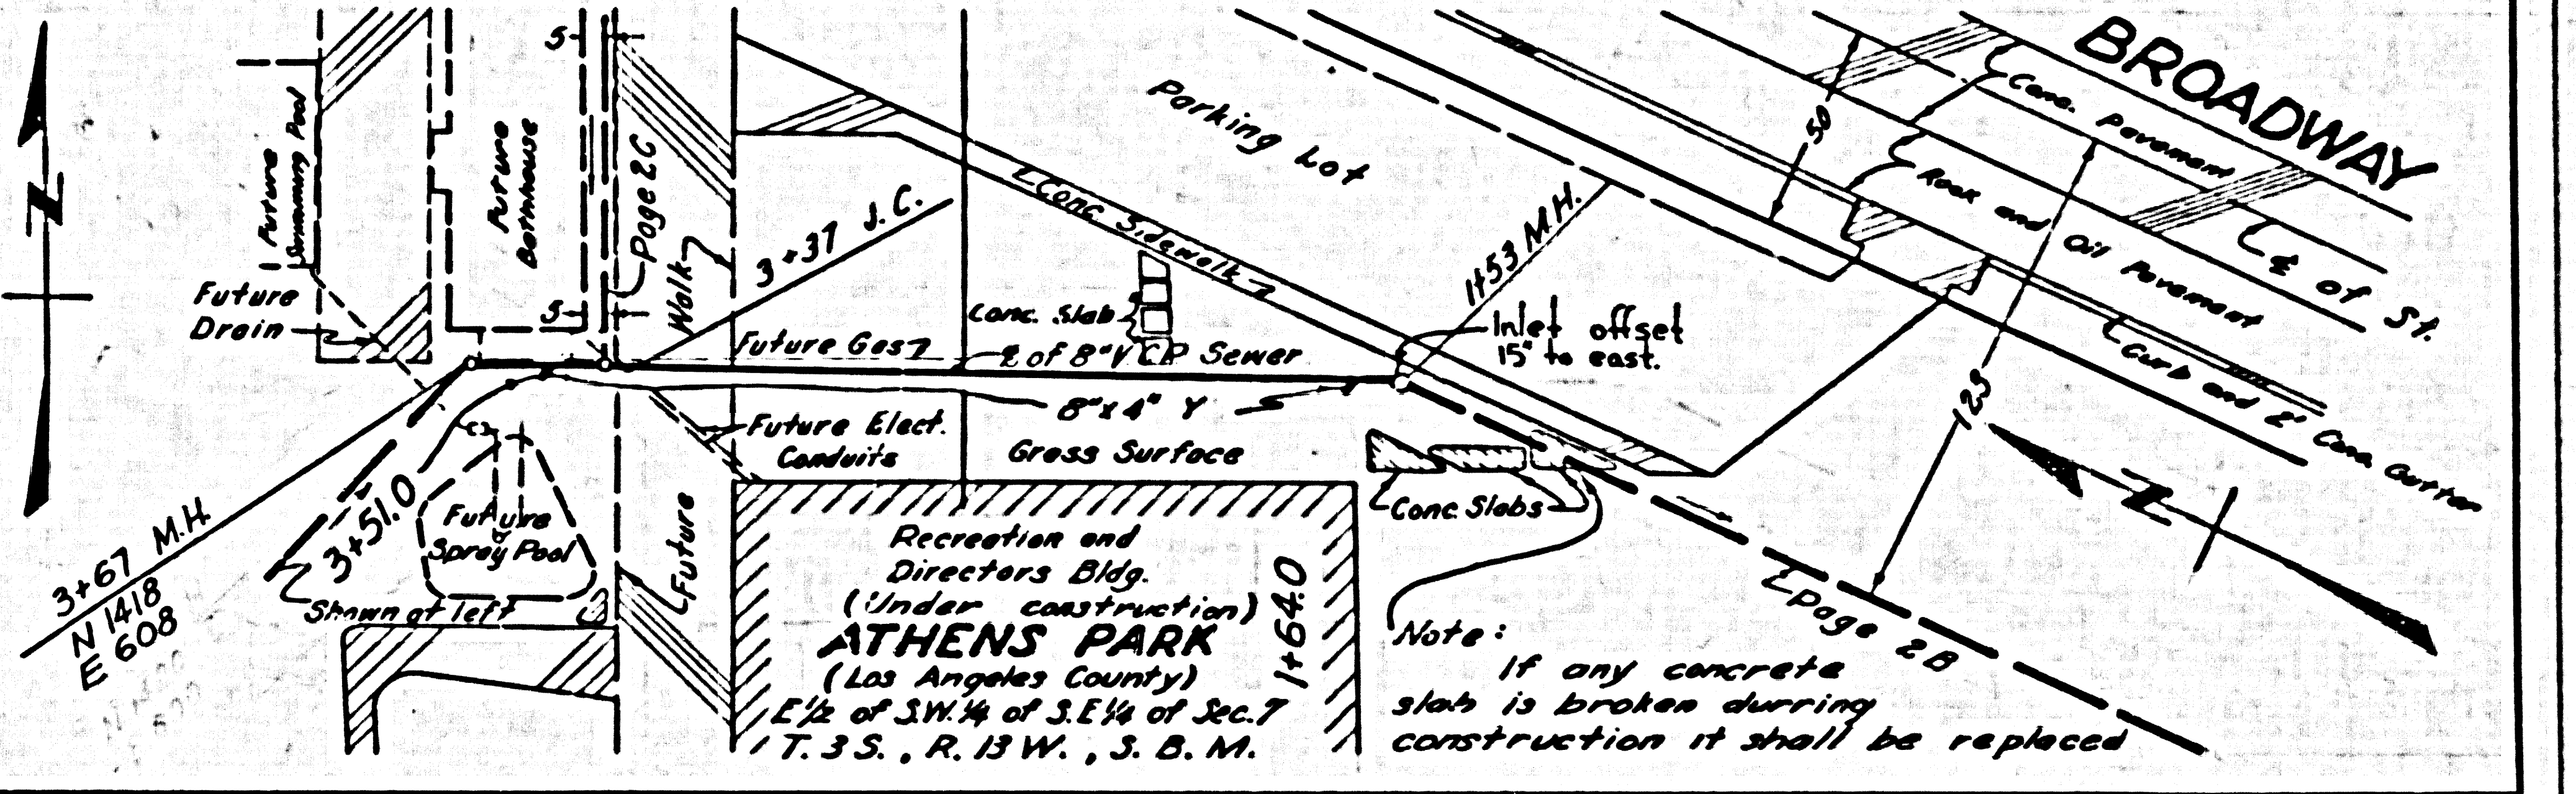 BROADWAY
Conc. Pavement
Rock and Oil Pavement
℄ of St.
Curb and 2' Conc. Gutter
50
123
Parking Lot
Conc. Sidewalk
1+53 M.H.
Inlet offset
15" to east.
N
Future
Swimming Pool
Future
Bathhouse
5
5
Page 2C
Walk
3+37 J.C.
Conc. Slab
Future Gas
℄ of 8" V.C.P. Sewer
Future
Drain
8"x4" Y
Future Elect.
Conduits
Grass Surface
Conc. Slabs
N
3+67 M.H.
N 1418
E 608
3+51.0
Future
Spray Pool
Shown at left
Future
Recreation and
Directors Bldg.
(Under construction)
ATHENS PARK
(Los Angeles County)
E½ of S.W.¼ of S.E¼ of Sec.7
T. 3 S., R. 13 W., S. B. M.
1+64.0
Page 2B
Note:
If any concrete
slab is broken durring
construction it shall be replaced